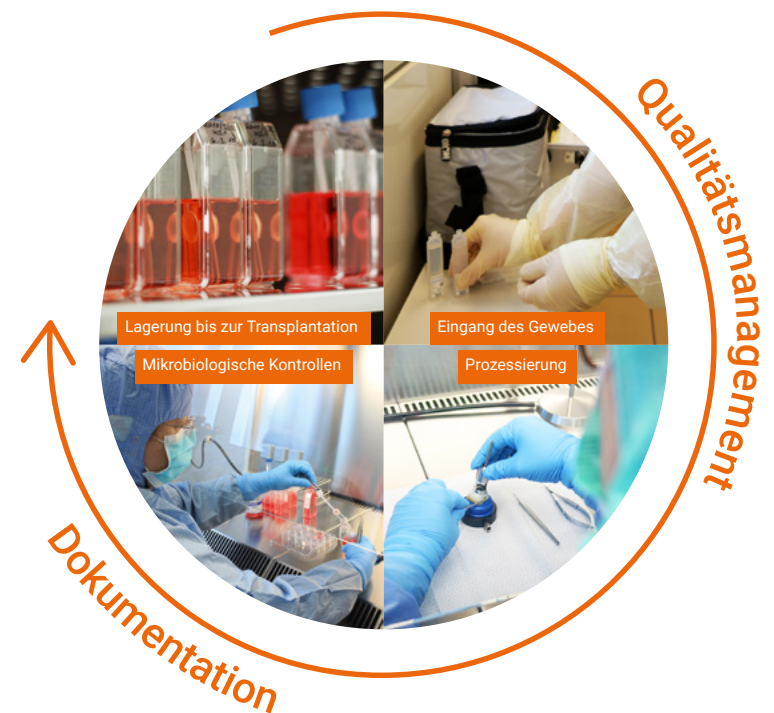 Qualitätsmanagement
Lagerung bis zur Transplantation
Eingang des Gewebes
Mikrobiologische Kontrollen
Prozessierung
Dokumentation